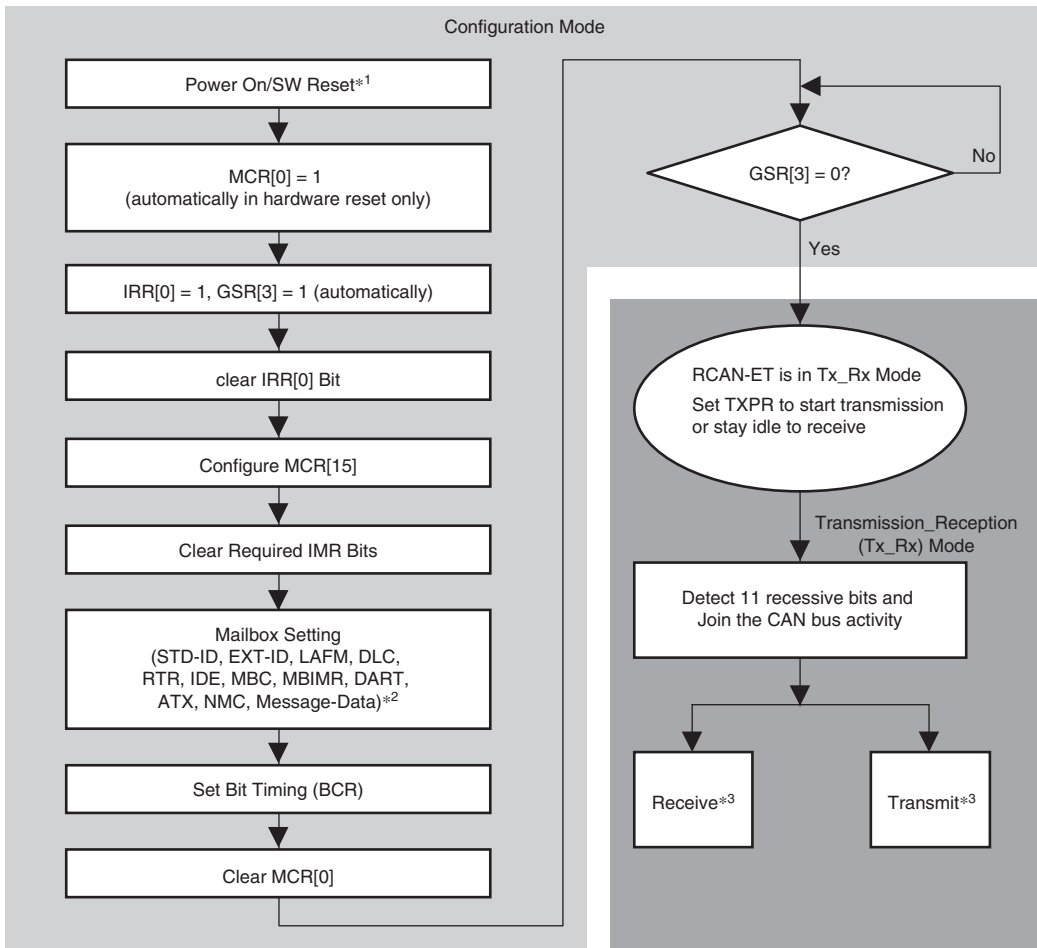 Configuration Mode
Power On/SW Reset*1
MCR[0] = 1
(automatically in hardware reset only)
IRR[0] = 1, GSR[3] = 1 (automatically)
clear IRR[0] Bit
Configure MCR[15]
Clear Required IMR Bits
Mailbox Setting
(STD-ID, EXT-ID, LAFM, DLC,
RTR, IDE, MBC, MBIMR, DART,
ATX, NMC, Message-Data)*2
Set Bit Timing (BCR)
Clear MCR[0]
GSR[3] = 0?
No
Yes
RCAN-ET is in Tx_Rx Mode
Set TXPR to start transmission
or stay idle to receive
Transmission_Reception
(Tx_Rx) Mode
Detect 11 recessive bits and
Join the CAN bus activity
Receive*3
Transmit*3